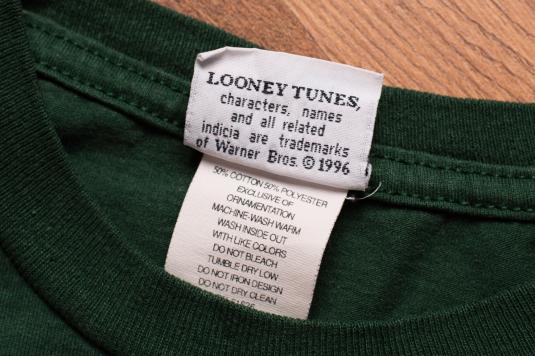 LOONEY TUNES,
characters, names
and all related
indicia are trademarks
of Warner Bros. © 1996
50% COTTON 50% POLYESTER
EXCLUSIVE OF
ORNAMENTATION
MACHINE-WASH WARM
WASH INSIDE OUT
WITH LIKE COLORS
DO NOT BLEACH
TUMBLE DRY LOW
DO NOT IRON DESIGN
DO NOT DRY CLEAN